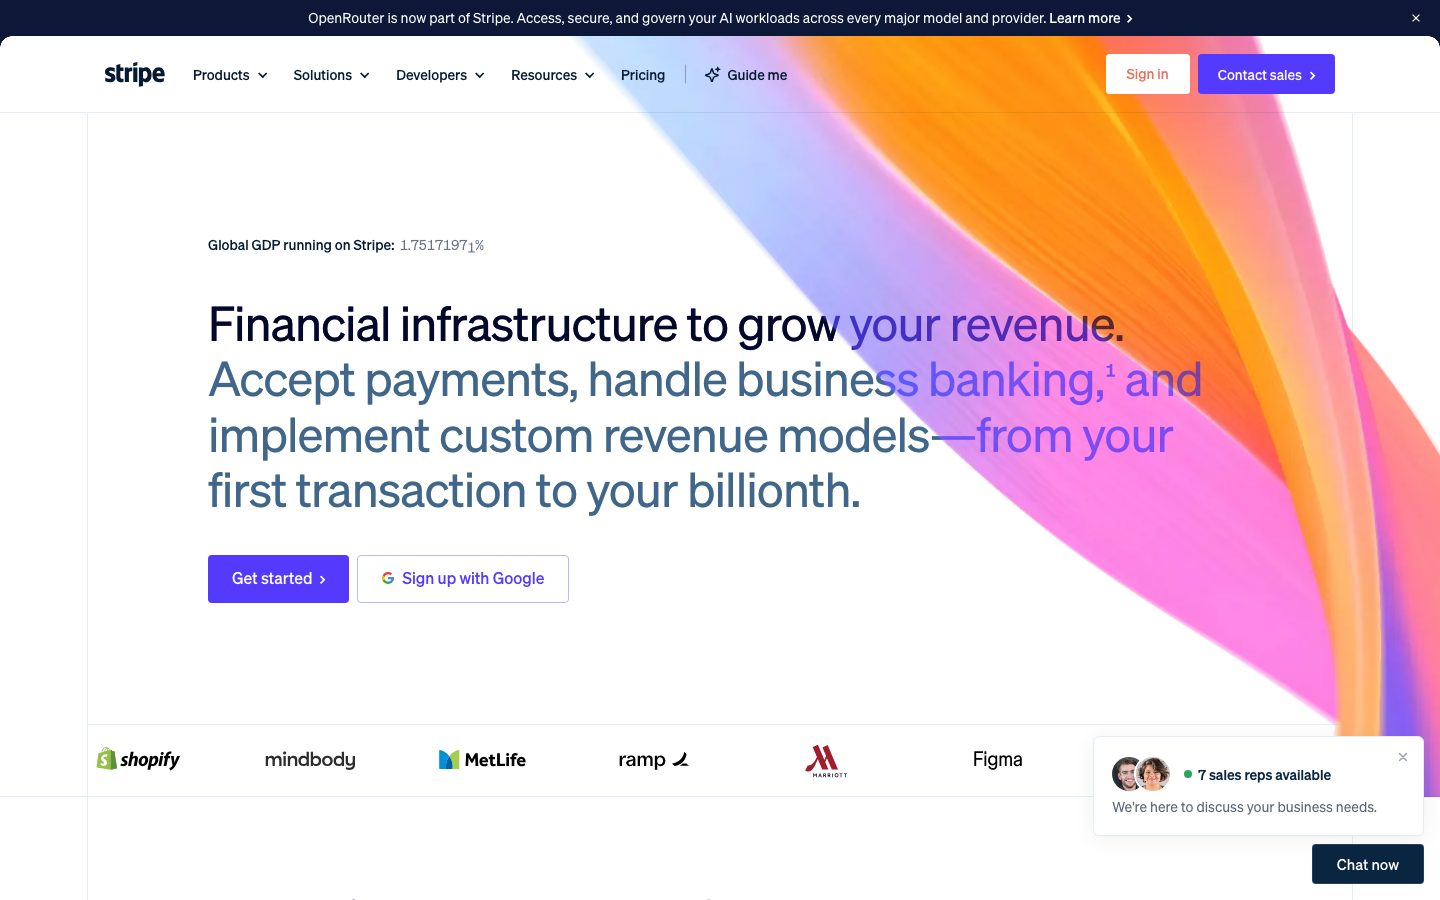 OpenRouter is now part of Stripe. Access, secure, and govern your AI workloads across every major model and provider. Learn more
stripe Products Solutions Developers Resources Pricing Guide me Sign in Contact sales
Global GDP running on Stripe: 1.75171971%
Financial infrastructure to grow your revenue.
Accept payments, handle business banking,¹ and
implement custom revenue models—from your
first transaction to your billionth.
Get started Sign up with Google
shopify mindbody MetLife ramp MARRIOTT Figma
7 sales reps available
We're here to discuss your business needs.
Chat now